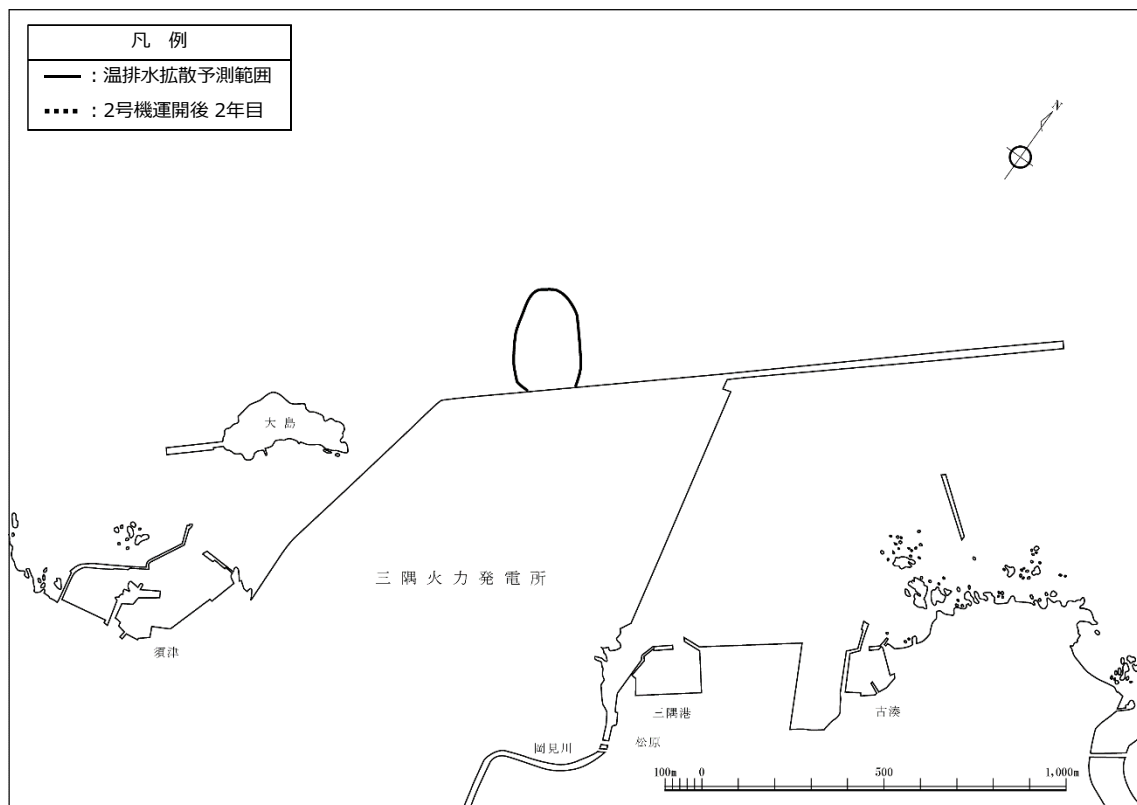 凡 例
: 温排水拡散予測範囲
: 2号機運開後 2年目
N
大 島
三 隅 火 力 発 電 所
須津
三隅港
古湊
岡見川
松原
100m 0 500 1,000m